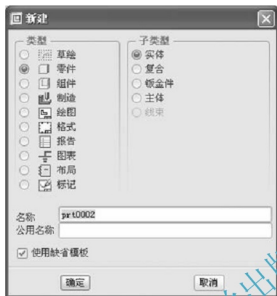 新建
类型
草绘
零件
组件
制造
绘图
格式
报告
图表
布局
标记
子类型
实体
复合
钣金件
主体
线束
名称 prt0002
公用名称
使用缺省模板
确定 取消